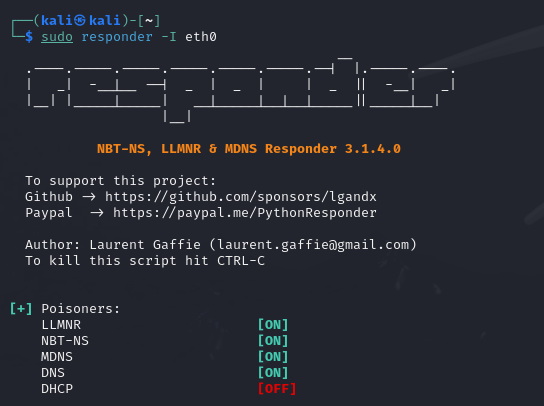 (kali㉿kali)-[~]
$ sudo responder -I eth0
NBT-NS, LLMNR & MDNS Responder 3.1.4.0
To support this project:
Github -> https://github.com/sponsors/lgandx
Paypal  -> https://paypal.me/PythonResponder
Author: Laurent Gaffie (laurent.gaffie@gmail.com)
To kill this script hit CTRL-C
[+] Poisoners:
LLMNR [ON]
NBT-NS [ON]
MDNS [ON]
DNS [ON]
DHCP [OFF]